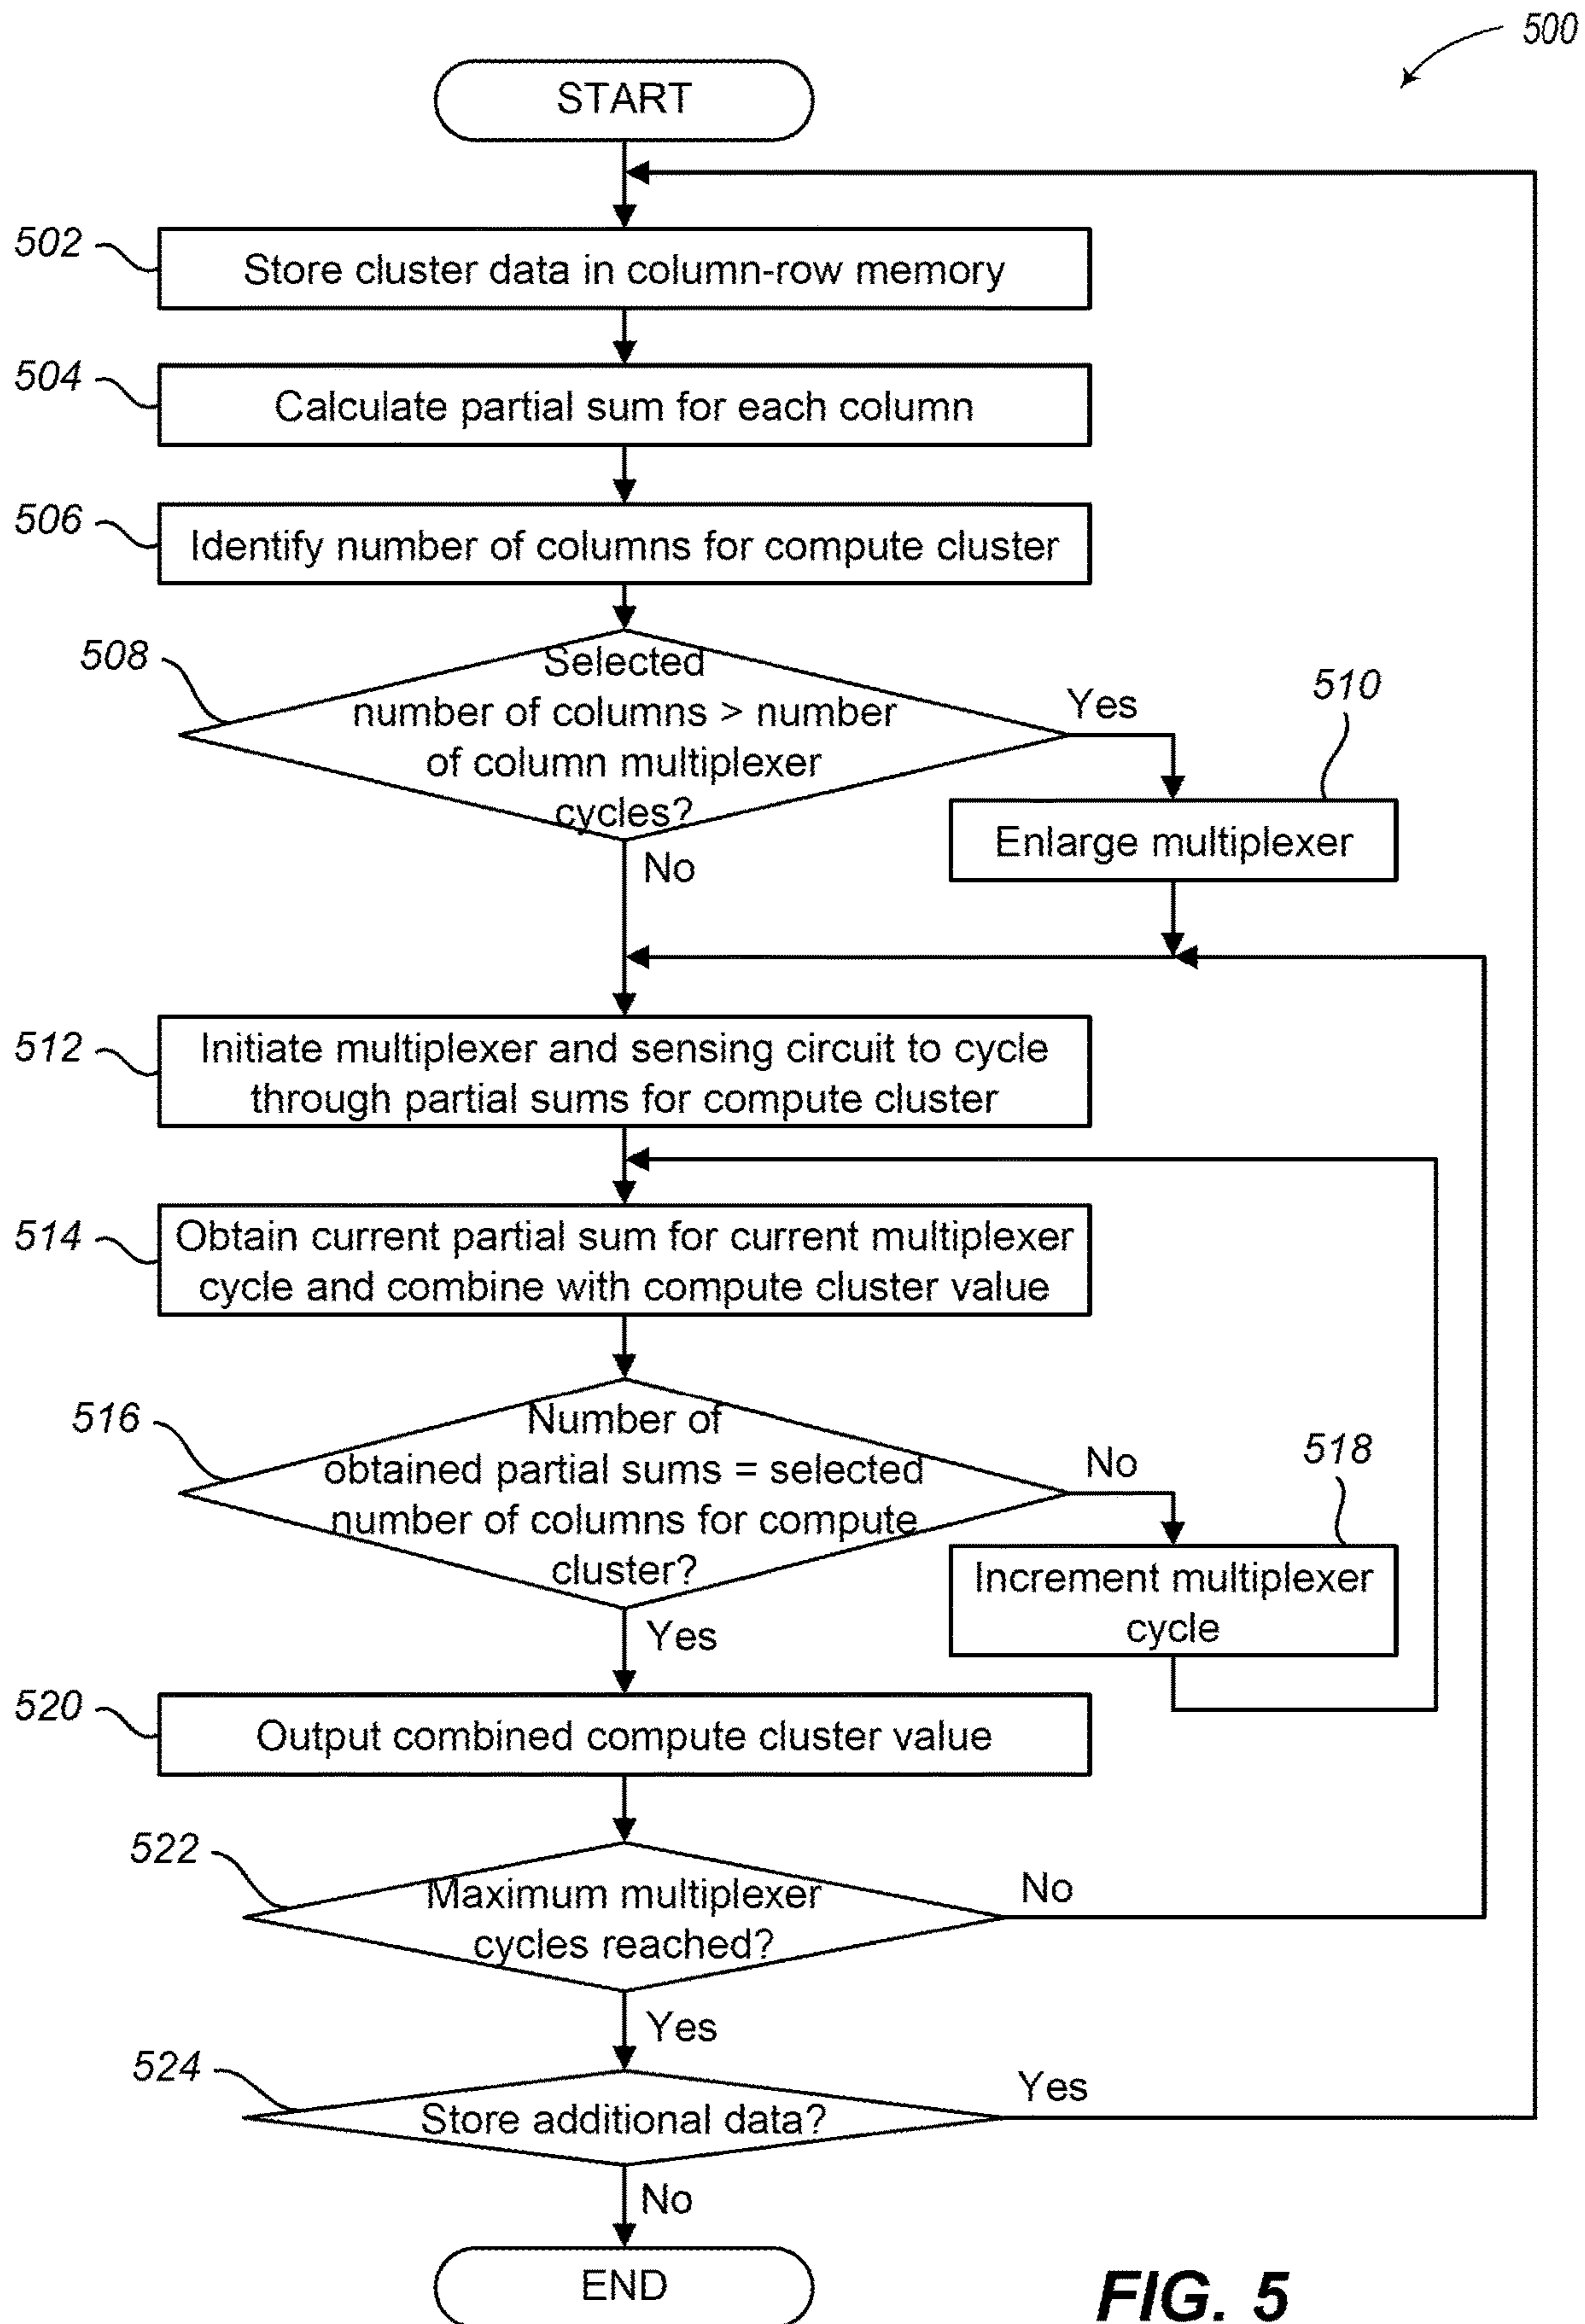 500
START
502
Store cluster data in column-row memory
504
Calculate partial sum for each column
506
Identify number of columns for compute cluster
508
Selected
number of columns > number
of column multiplexer
cycles?
Yes
510
Enlarge multiplexer
No
512
Initiate multiplexer and sensing circuit to cycle
through partial sums for compute cluster
514
Obtain current partial sum for current multiplexer
cycle and combine with compute cluster value
516
Number of
obtained partial sums = selected
number of columns for compute
cluster?
No
518
Increment multiplexer
cycle
Yes
520
Output combined compute cluster value
522
Maximum multiplexer
cycles reached?
No
Yes
524
Store additional data?
Yes
No
END
FIG. 5